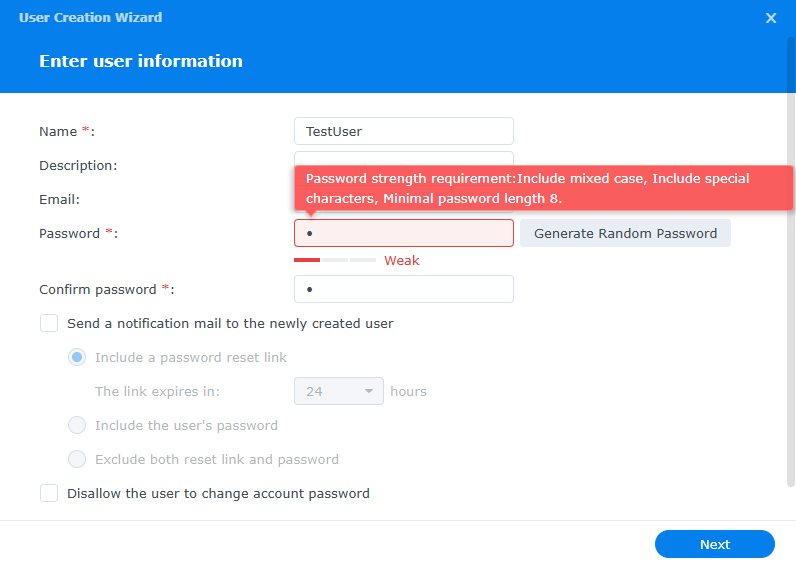 User Creation Wizard
Enter user information
Name *:
TestUser
Description:
Password strength requirement:Include mixed case, Include special
characters, Minimal password length 8.
Email:
Password *:
•
Generate Random Password
Weak
Confirm password *:
•
Send a notification mail to the newly created user
Include a password reset link
The link expires in:
24
hours
Include the user's password
Exclude both reset link and password
Disallow the user to change account password
Next